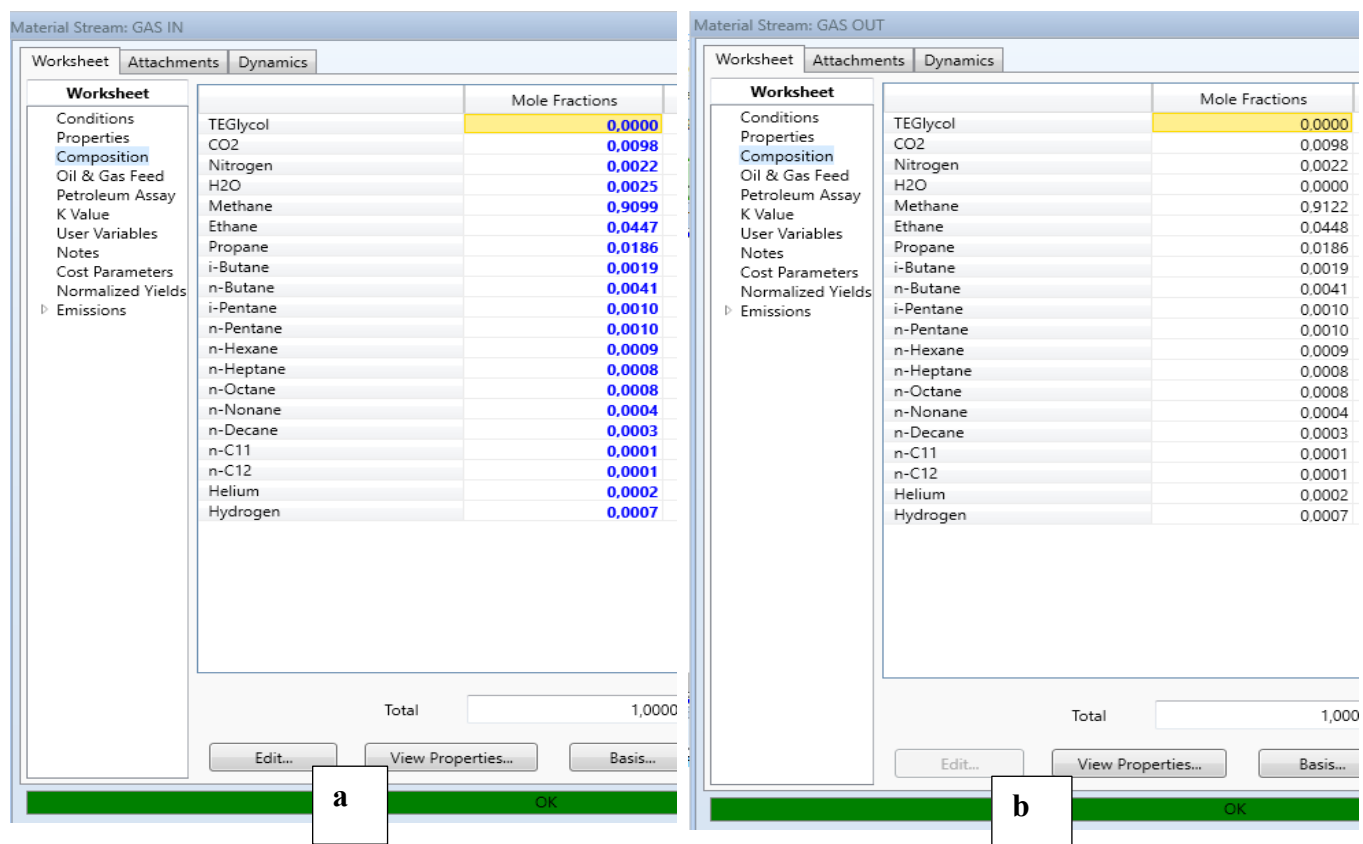 Material Stream: GAS IN
Worksheet Attachments Dynamics
Worksheet
Conditions
Properties
Composition
Oil & Gas Feed
Petroleum Assay
K Value
User Variables
Notes
Cost Parameters
Normalized Yields
Emissions
Mole Fractions
TEGlycol 0,0000
CO2 0,0098
Nitrogen 0,0022
H2O 0,0025
Methane 0,9099
Ethane 0,0447
Propane 0,0186
i-Butane 0,0019
n-Butane 0,0041
i-Pentane 0,0010
n-Pentane 0,0010
n-Hexane 0,0009
n-Heptane 0,0008
n-Octane 0,0008
n-Nonane 0,0004
n-Decane 0,0003
n-C11 0,0001
n-C12 0,0001
Helium 0,0002
Hydrogen 0,0007
Total 1,0000
Edit... View Properties... Basis...
OK
a
Material Stream: GAS OUT
Worksheet Attachments Dynamics
Worksheet
Conditions
Properties
Composition
Oil & Gas Feed
Petroleum Assay
K Value
User Variables
Notes
Cost Parameters
Normalized Yields
Emissions
Mole Fractions
TEGlycol 0,0000
CO2 0,0098
Nitrogen 0,0022
H2O 0,0000
Methane 0,9122
Ethane 0,0448
Propane 0,0186
i-Butane 0,0019
n-Butane 0,0041
i-Pentane 0,0010
n-Pentane 0,0010
n-Hexane 0,0009
n-Heptane 0,0008
n-Octane 0,0008
n-Nonane 0,0004
n-Decane 0,0003
n-C11 0,0001
n-C12 0,0001
Helium 0,0002
Hydrogen 0,0007
Total 1,000
Edit... View Properties... Basis...
OK
b